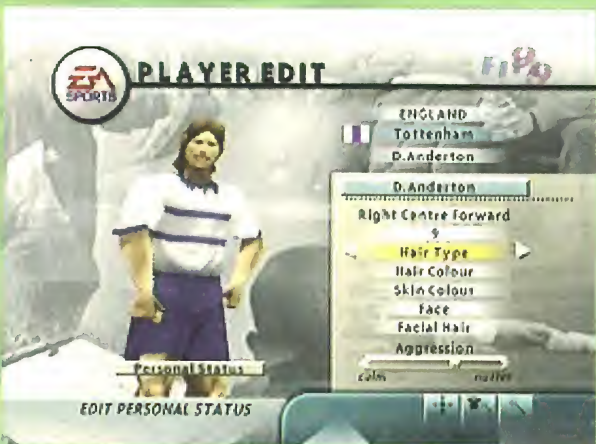 EA
SPORTS
PLAYER EDIT
ENGLAND
Tottenham
D.Anderton
D.Anderton
Right Centre Forward
9
Hair Type
Hair Colour
Skin Colour
Face
Facial Hair
Aggression
calm
nutter
Personal Status
EDIT PERSONAL STATUS